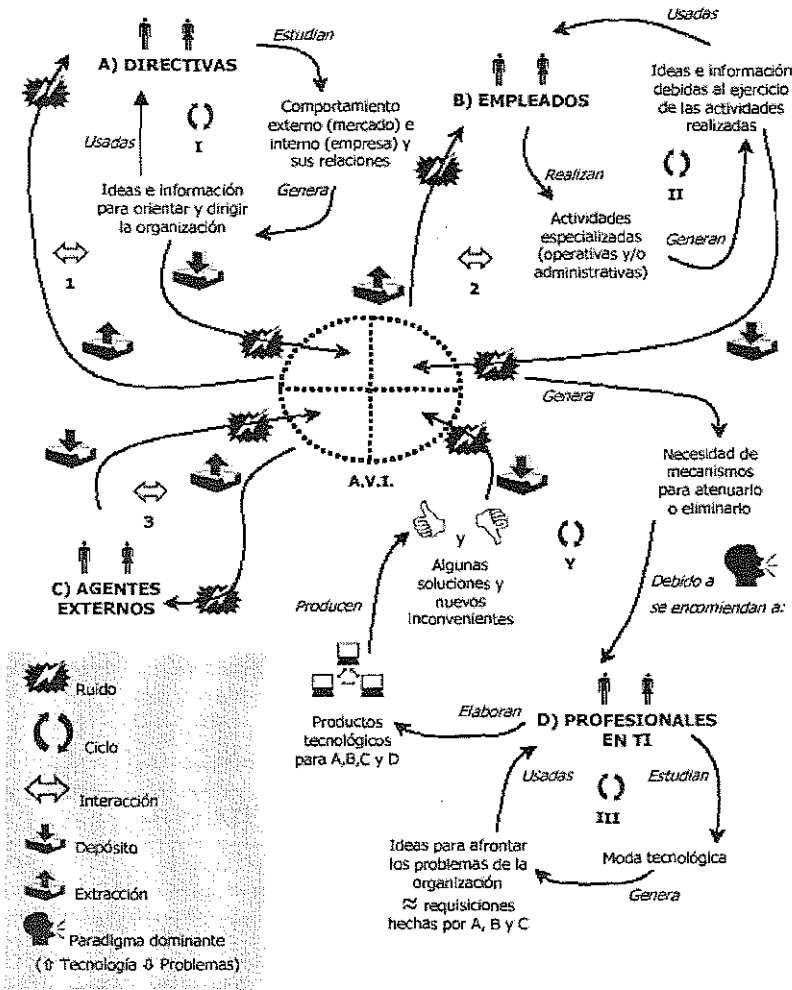 Estudian
A) DIRECTIVAS
Usadas
I
Comportamiento
externo (mercado) e
interno (empresa) y
sus relaciones
Genera
Ideas e información
para orientar y dirigir
la organización
1
Usadas
B) EMPLEADOS
Ideas e información
debidas al ejercicio
de las actividades
realizadas
II
Realizan
Actividades
especializadas
(operativas y/o
administrativas)
Generan
2
Genera
A.V.I.
Necesidad de
mecanismos
para atenuarlo
o eliminarlo
3
C) AGENTES
EXTERNOS
y
Algunas
soluciones y
nuevos
inconvenientes
Y
Producen
Debido a
se encomiendan a:
Productos
tecnológicos
para A,B,C y D
Elaboran
D) PROFESIONALES
EN TI
Usadas
Estudian
III
Ideas para afrontar
los problemas de la
organización
≈ requisiciones
hechas por A, B y C
Moda tecnológica
Genera
Ruido
Ciclo
Interacción
Depósito
Extracción
Paradigma dominante
(⇧ Tecnología ⇩ Problemas)